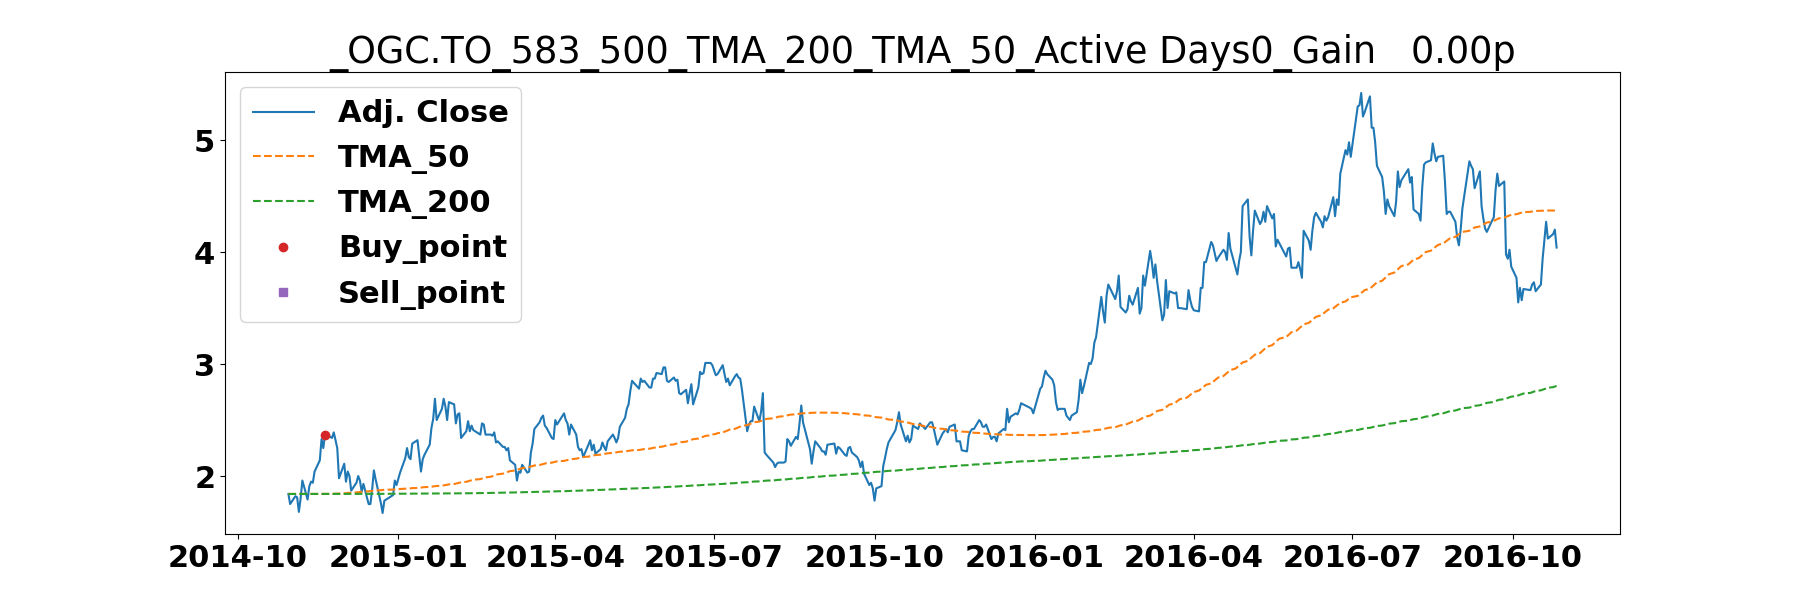 _OGC.TO_583_500_TMA_200_TMA_50_Active Days0_Gain   0.00p
Adj. Close
TMA_50
TMA_200
Buy_point
Sell_point
5
4
3
2
2014-10 2015-01 2015-04 2015-07 2015-10 2016-01 2016-04 2016-07 2016-10